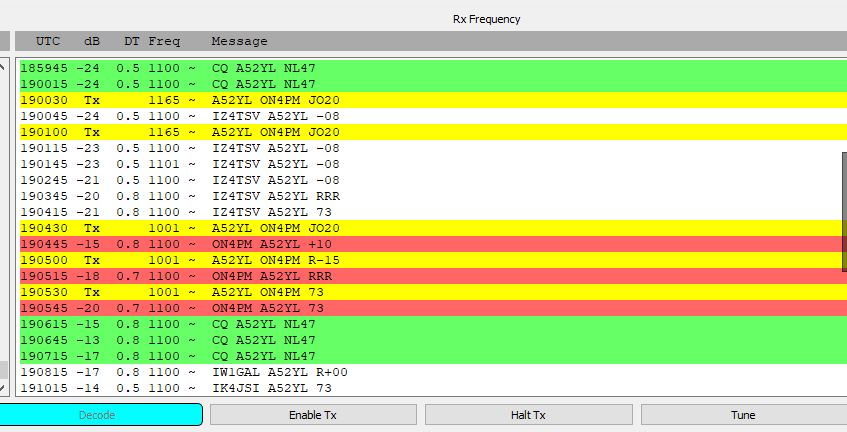 Rx Frequency
UTC dB DT Freq Message
185945 -24 0.5 1100 ~ CQ A52YL NL47
190015 -24 0.5 1100 ~ CQ A52YL NL47
190030 Tx 1165 ~ A52YL ON4PM JO20
190045 -24 0.5 1100 ~ IZ4TSV A52YL -08
190100 Tx 1165 ~ A52YL ON4PM JO20
190115 -23 0.5 1100 ~ IZ4TSV A52YL -08
190145 -23 0.5 1101 ~ IZ4TSV A52YL -08
190245 -21 0.5 1100 ~ IZ4TSV A52YL -08
190345 -20 0.8 1100 ~ IZ4TSV A52YL RRR
190415 -21 0.8 1100 ~ IZ4TSV A52YL 73
190430 Tx 1001 ~ A52YL ON4PM JO20
190445 -15 0.8 1100 ~ ON4PM A52YL +10
190500 Tx 1001 ~ A52YL ON4PM R-15
190515 -18 0.7 1100 ~ ON4PM A52YL RRR
190530 Tx 1001 ~ A52YL ON4PM 73
190545 -20 0.7 1100 ~ ON4PM A52YL 73
190615 -15 0.8 1100 ~ CQ A52YL NL47
190645 -13 0.8 1100 ~ CQ A52YL NL47
190715 -17 0.8 1100 ~ CQ A52YL NL47
190815 -17 0.8 1100 ~ IW1GAL A52YL R+00
191015 -14 0.5 1100 ~ IK4JSI A52YL 73
Decode Enable Tx Halt Tx Tune